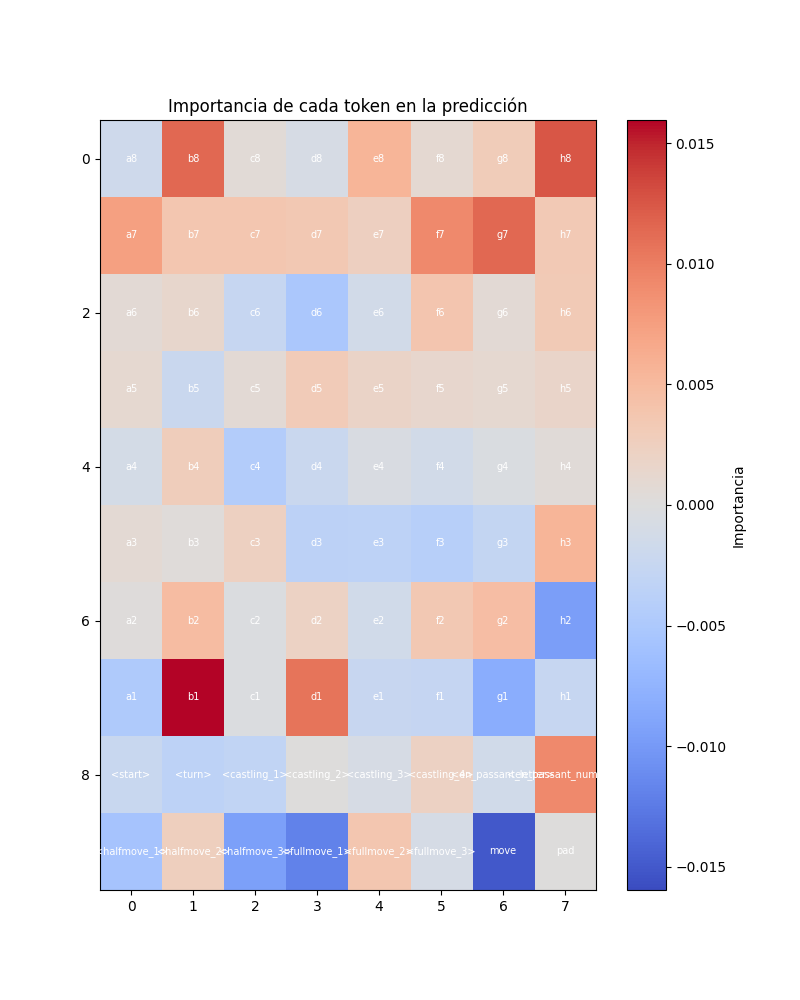 Importancia de cada token en la predicción
0 a8 b8 c8 d8 e8 f8 g8 h8 0.015
a7 b7 c7 d7 e7 f7 g7 h7 0.010
2 a6 b6 c6 d6 e6 f6 g6 h6
a5 b5 c5 d5 e5 f5 g5 h5 0.005
4 a4 b4 c4 d4 e4 f4 g4 h4 0.000
Importancia
a3 b3 c3 d3 e3 f3 g3 h3
6 a2 b2 c2 d2 e2 f2 g2 h2 −0.005
a1 b1 c1 d1 e1 f1 g1 h1 −0.010
8 <start> <turn> <castling_1> <castling_2> <castling_3> <castling_4>
<halfmove_1> <halfmove_2> <halfmove_3> <fullmove_1> <fullmove_2> <fullmove_3> move pad −0.015
0 1 2 3 4 5 6 7